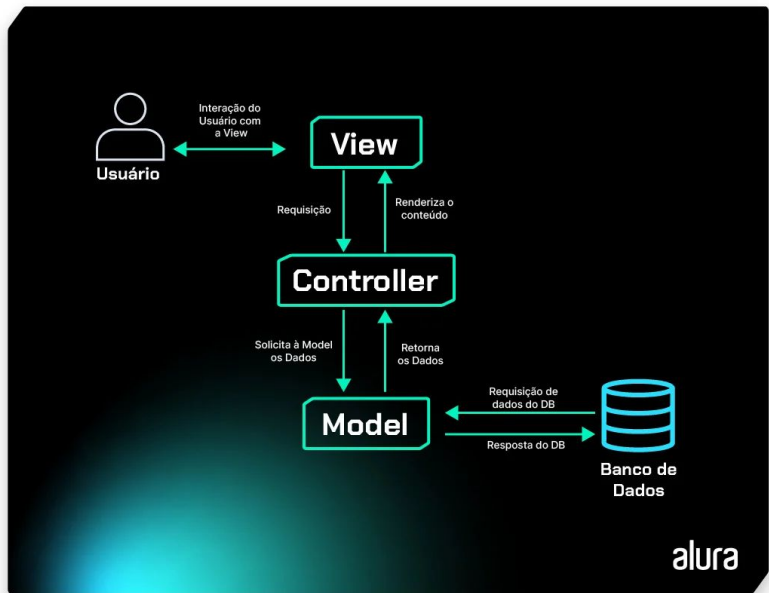 Interação do
Usuário com
a View
Usuário
View
Requisição
Renderiza o
conteúdo
Controller
Solicita à Model
os Dados
Retorna
os Dados
Model
Requisição de
dados do DB
Resposta do DB
Banco de
Dados
alura